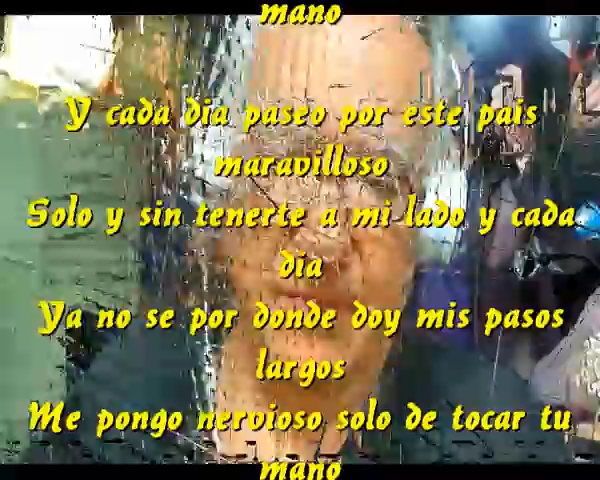 mano
Y cada dia paseo por este pais
maravilloso
Solo y sin tenerte a mi lado y cada
dia
Ya no se por donde doy mis pasos
largos
Me pongo nervioso solo de tocar tu
mano